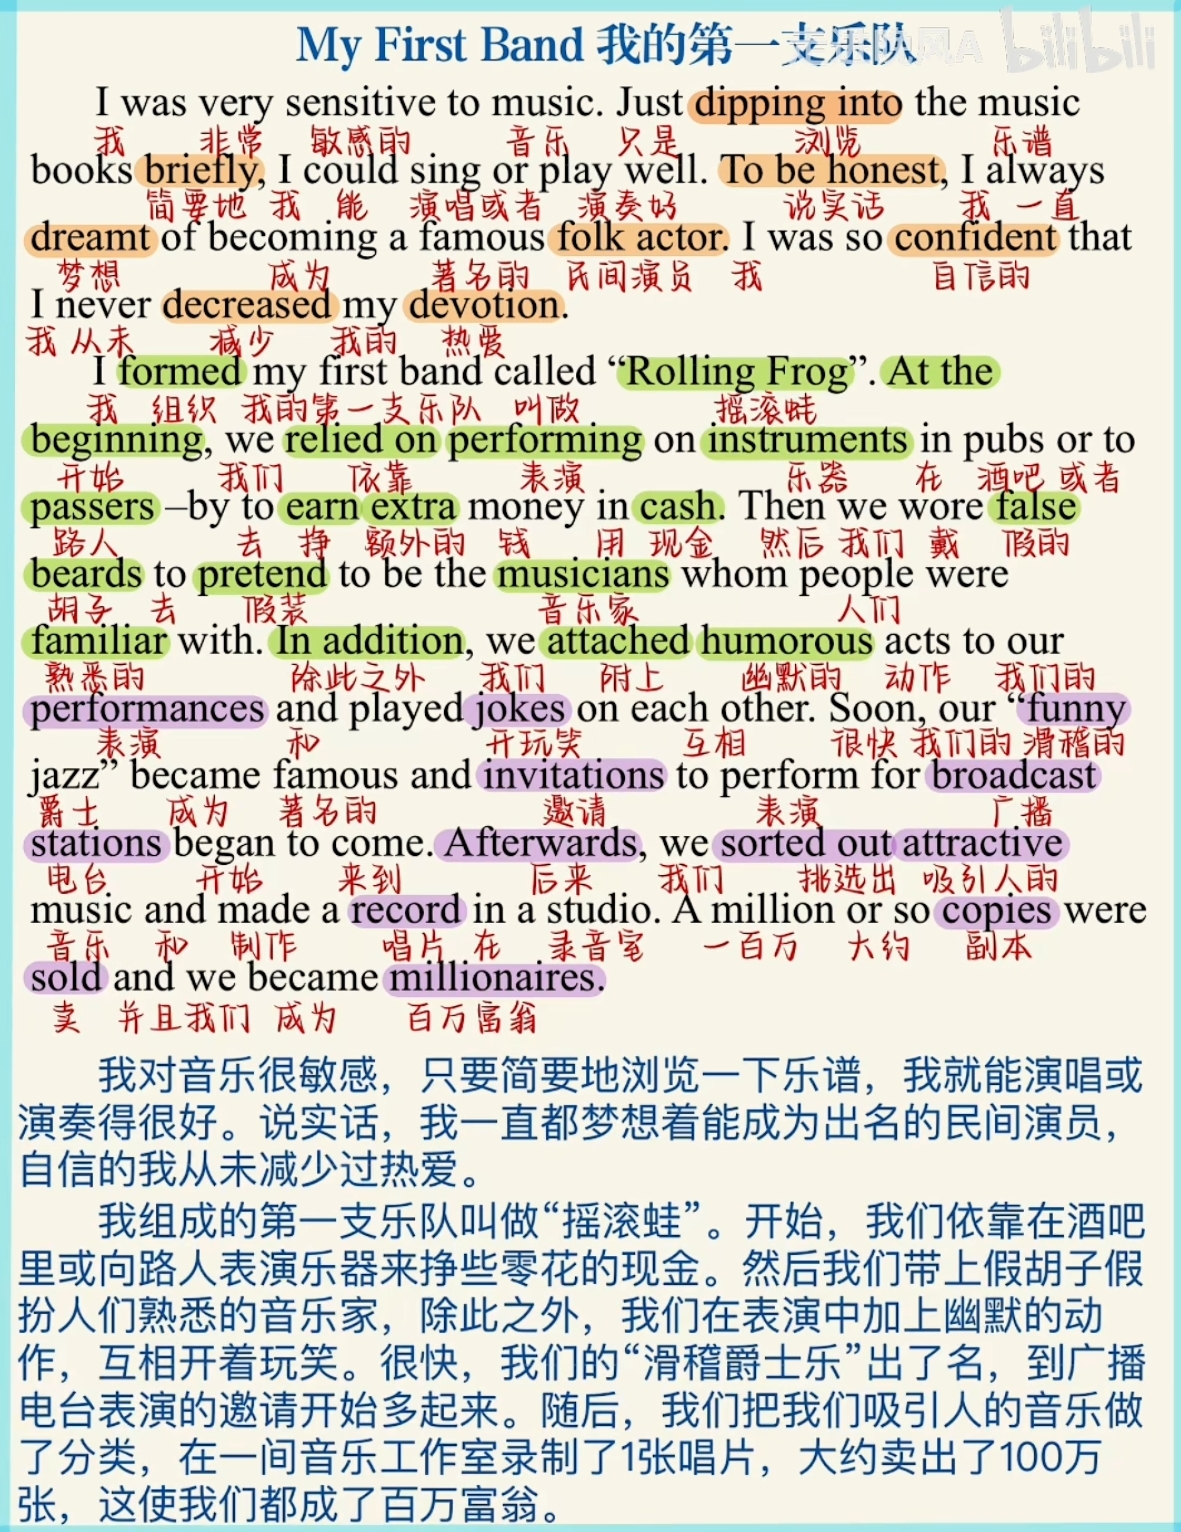 My First Band 我的第一支乐队
bilibili
I was very sensitive to music. Just dipping into the music
我 非常 敏感的 音乐 只是 浏览 乐谱
books briefly, I could sing or play well. To be honest, I always
简要地 我 能 演唱或者 演奏好 说实话 我 一直
dreamt of becoming a famous folk actor. I was so confident that
梦想 成为 著名的 民间演员 我 自信的
I never decreased my devotion.
我 从未 减少 我的 热爱
I formed my first band called “Rolling Frog”. At the
我 组织 我的第一支乐队 叫做 摇滚蛙
beginning, we relied on performing on instruments in pubs or to
开始 我们 依靠 表演 乐器 在 酒吧 或者
passers –by to earn extra money in cash. Then we wore false
路人 去 挣 额外的 钱 用 现金 然后 我们 戴 假的
beards to pretend to be the musicians whom people were
胡子 去 假装 音乐家 人们
familiar with. In addition, we attached humorous acts to our
熟悉的 除此之外 我们 附上 幽默的 动作 我们的
performances and played jokes on each other. Soon, our “funny
表演 和 开玩笑 互相 很快 我们的 滑稽的
jazz” became famous and invitations to perform for broadcast
爵士 成为 著名的 邀请 表演 广播
stations began to come. Afterwards, we sorted out attractive
电台 开始 来到 后来 我们 挑选出 吸引人的
music and made a record in a studio. A million or so copies were
音乐 和 制作 唱片 在 录音室 一百万 大约 副本
sold and we became millionaires.
卖 并且我们 成为 百万富翁
我对音乐很敏感，只要简要地浏览一下乐谱，我就能演唱或
演奏得很好。说实话，我一直都梦想着能成为出名的民间演员，
自信的我从未减少过热爱。
我组成的第一支乐队叫做“摇滚蛙”。开始，我们依靠在酒吧
里或向路人表演乐器来挣些零花的现金。然后我们带上假胡子假
扮人们熟悉的音乐家，除此之外，我们在表演中加上幽默的动
作，互相开着玩笑。很快，我们的“滑稽爵士乐”出了名，到广播
电台表演的邀请开始多起来。随后，我们把我们吸引人的音乐做
了分类，在一间音乐工作室录制了1张唱片，大约卖出了100万
张，这使我们都成了百万富翁。